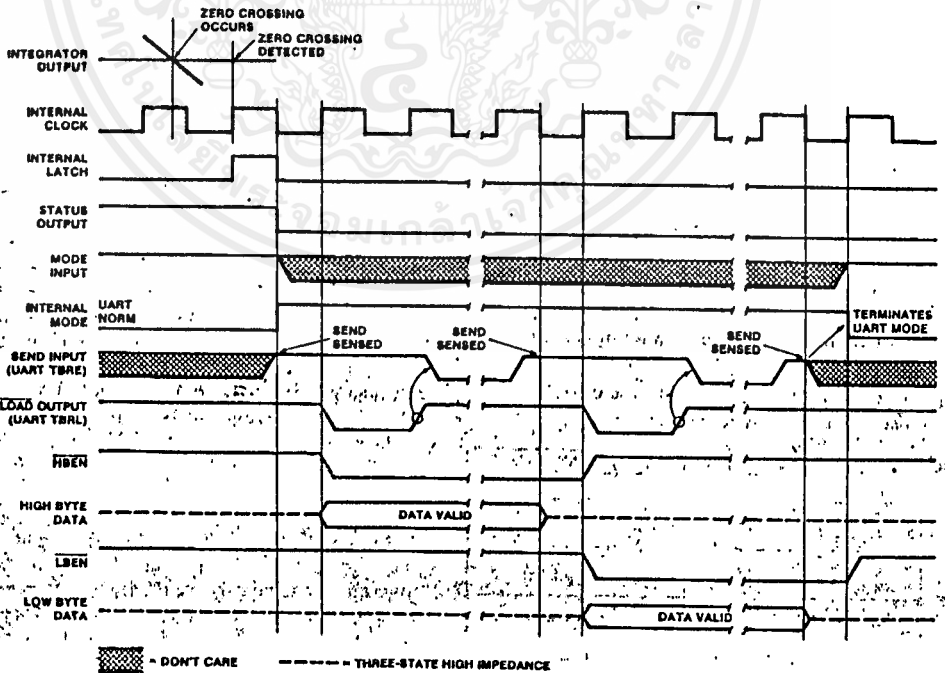 ZERO CROSSING
OCCURS
ZERO CROSSING
DETECTED
INTEGRATOR
OUTPUT
INTERNAL
CLOCK
INTERNAL
LATCH
STATUS
OUTPUT
MODE
INPUT
INTERNAL
MODE
UART
NORM
TERMINATES
UART MODE
SEND
SENSED
SEND
SENSED
SEND
SENSED
SEND INPUT
(UART TBRE)
LOAD OUTPUT
(UART TBRL)
HBEN
HIGH BYTE
DATA
DATA VALID
LBEN
LOW BYTE
DATA
DATA VALID
- DON'T CARE
- THREE-STATE HIGH IMPEDANCE